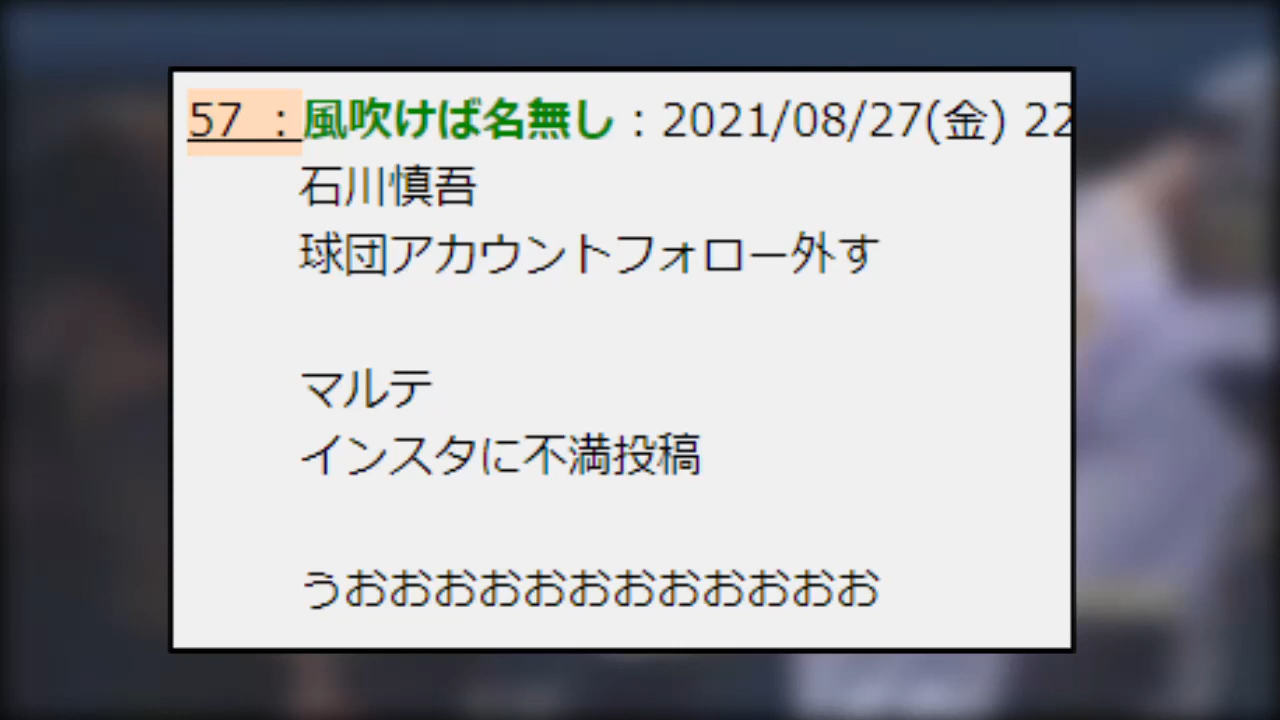 57 ：風吹けば名無し：2021/08/27(金) 22
石川慎吾
球団アカウントフォロー外す
マルテ
インスタに不満投稿
うおおおおおおおおおおおお